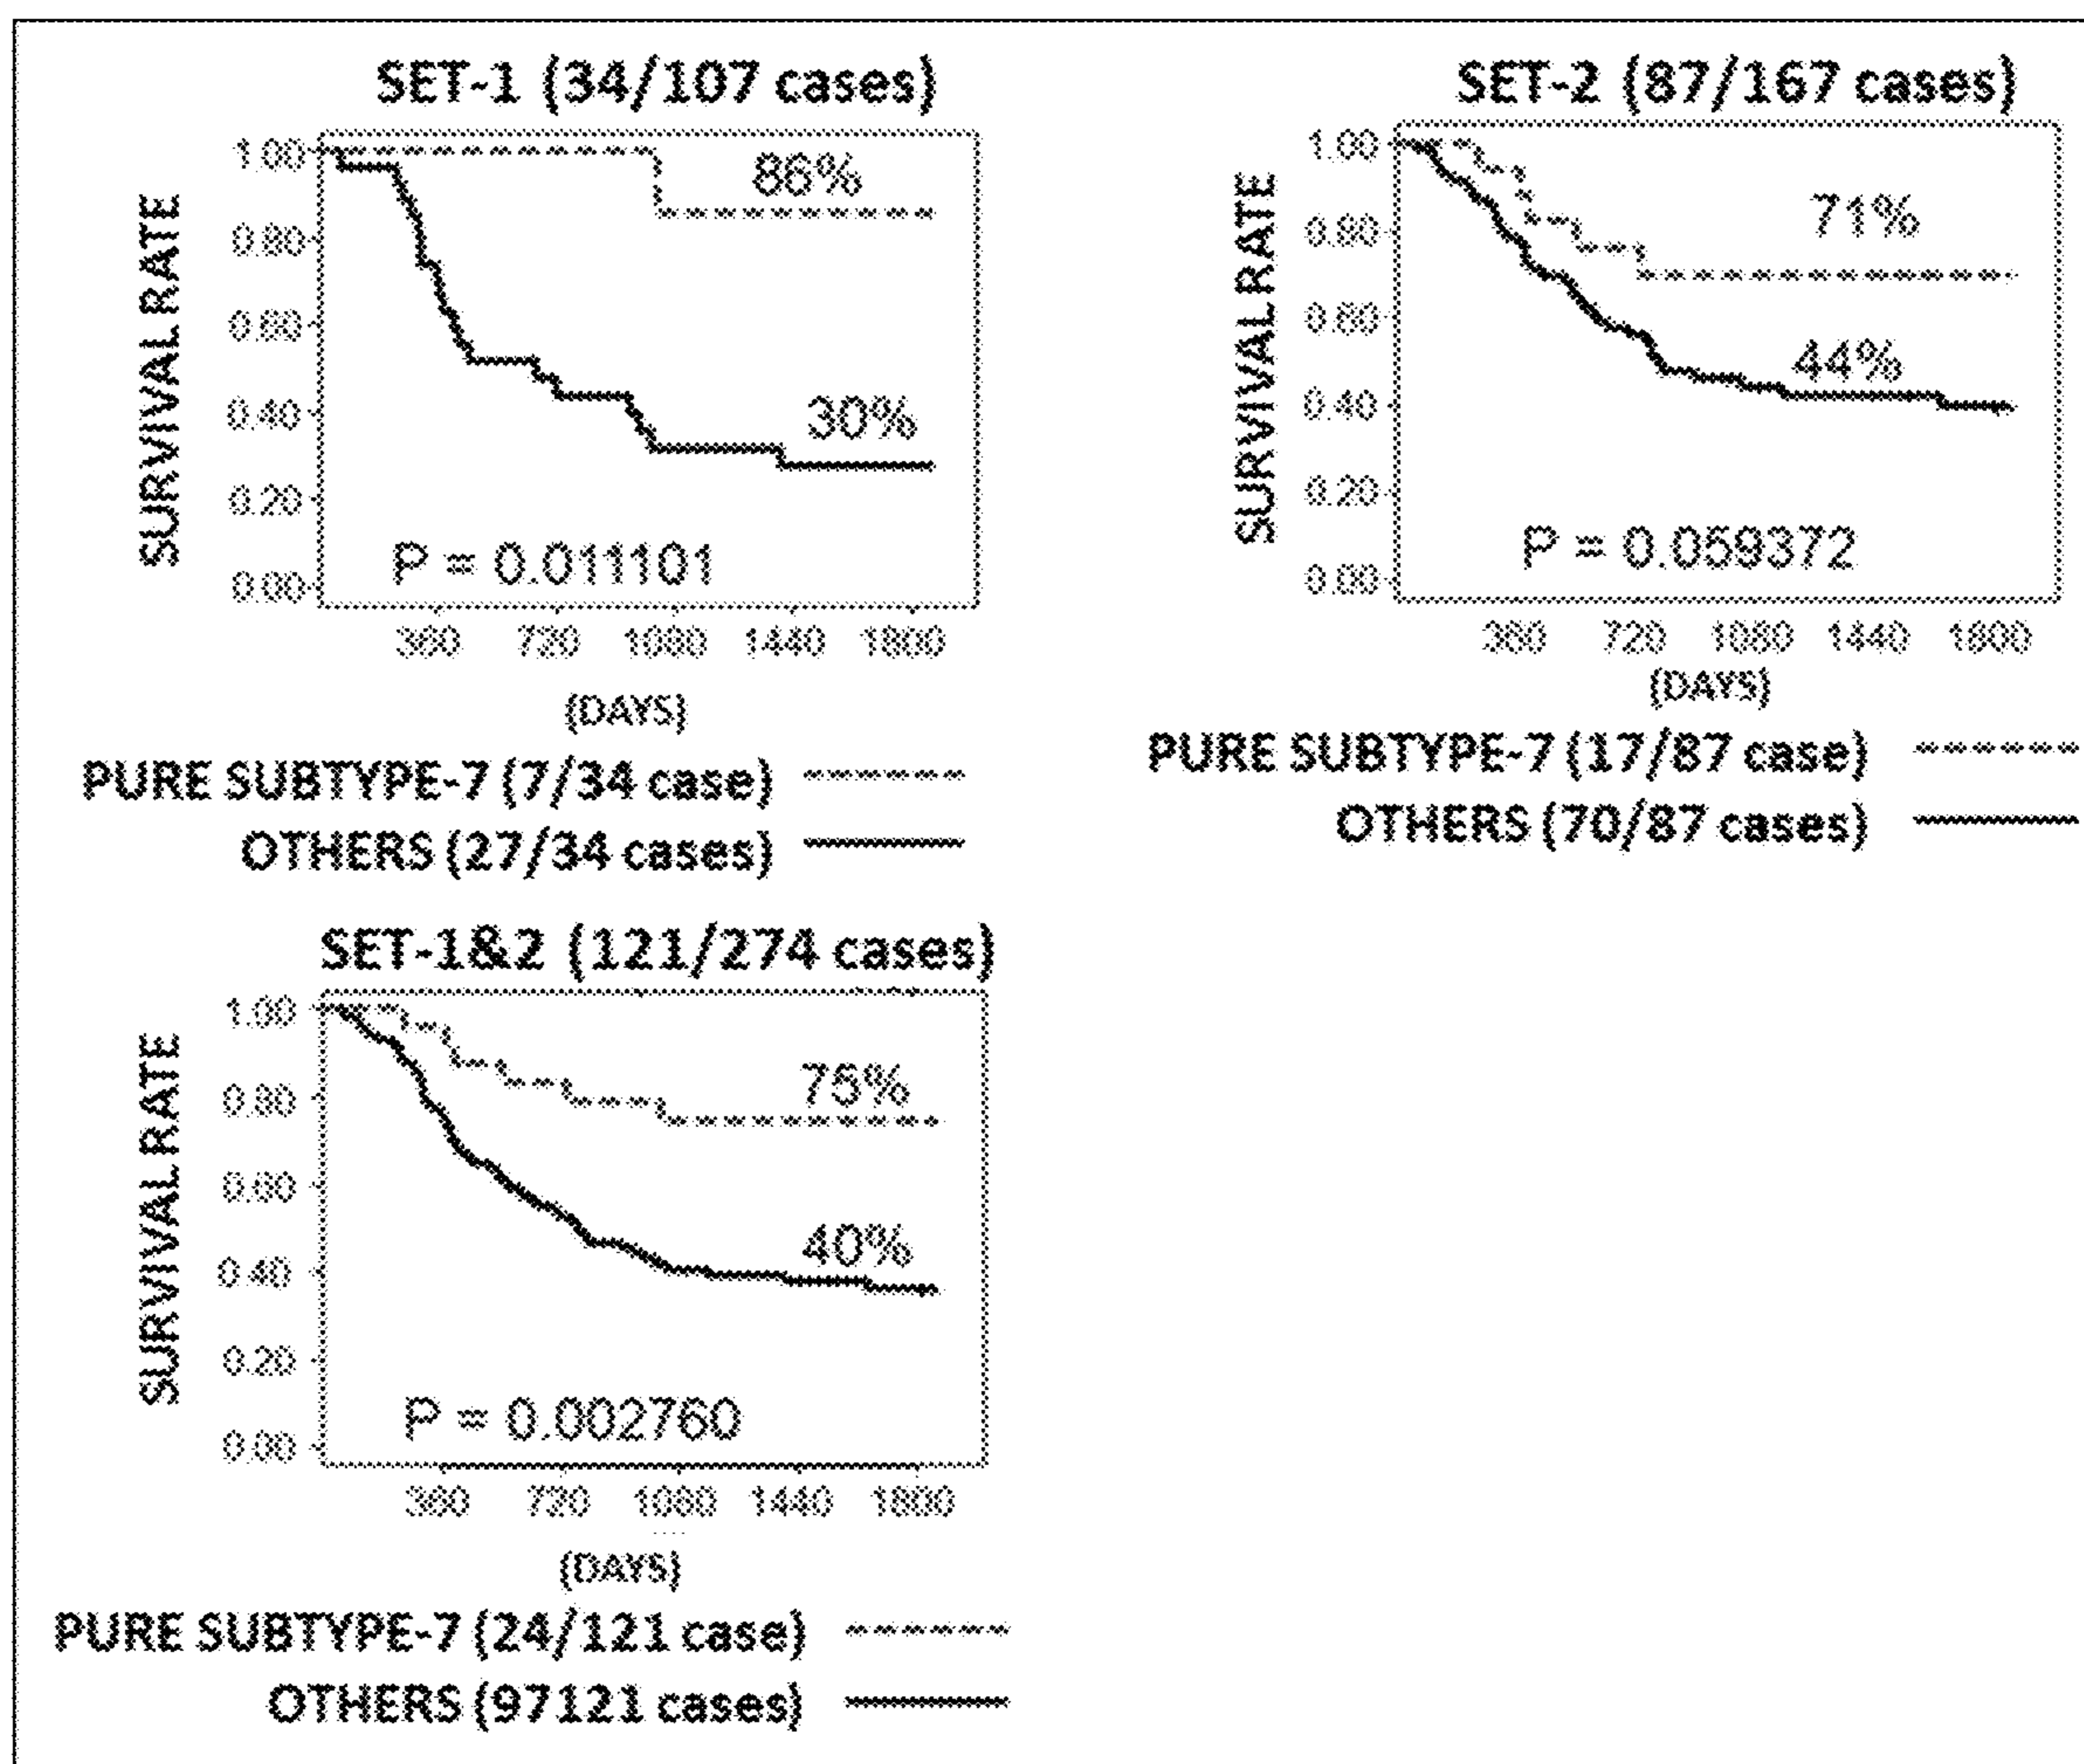 SET-1 (34/107 cases)
SURVIVAL RATE
1.00
0.80
0.60
0.40
0.20
0.00
86%
30%
P = 0.011101
360 720 1080 1440 1800
(DAYS)
PURE SUBTYPE-7 (7/34 case)
OTHERS (27/34 cases)
SET-2 (87/167 cases)
SURVIVAL RATE
1.00
0.80
0.60
0.40
0.20
0.00
71%
44%
P = 0.059372
360 720 1080 1440 1800
(DAYS)
PURE SUBTYPE-7 (17/87 case)
OTHERS (70/87 cases)
SET-1&2 (121/274 cases)
SURVIVAL RATE
1.00
0.80
0.60
0.40
0.20
0.00
75%
40%
P = 0.002760
360 720 1080 1440 1800
(DAYS)
PURE SUBTYPE-7 (24/121 case)
OTHERS (97121 cases)